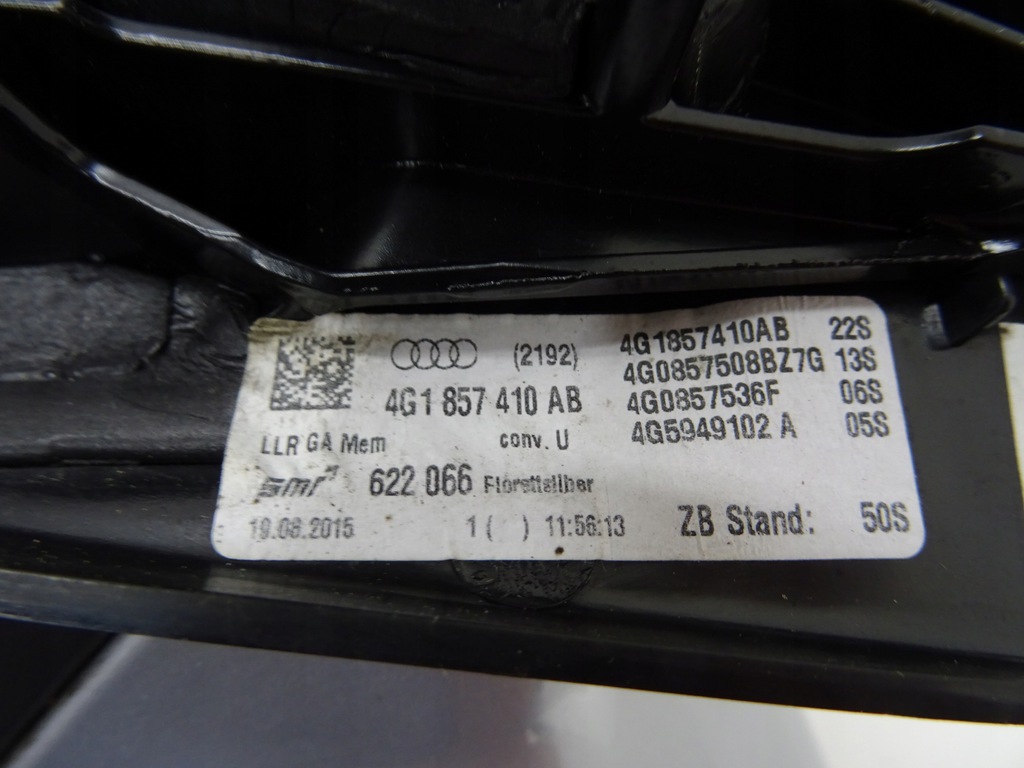 (2192)
4G1 857 410 AB
LLR GA Mem conv. U
smr 622 066 Florettsilber
19.08.2015 1 ( ) 11:56:13
4G1857410AB 22S
4G0857508BZ7G 13S
4G0857536F 06S
4G5949102 A 05S
ZB Stand: 50S